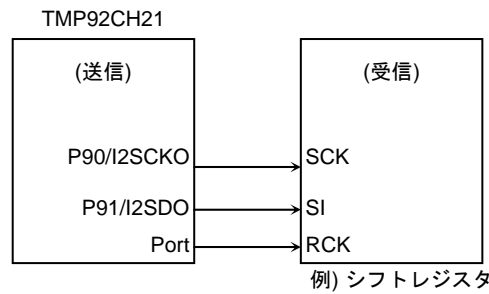 TMP92CH21
(送信) (受信)
P90/I2SCKO SCK
P91/I2SDO SI
Port RCK
例) シフトレジスタ